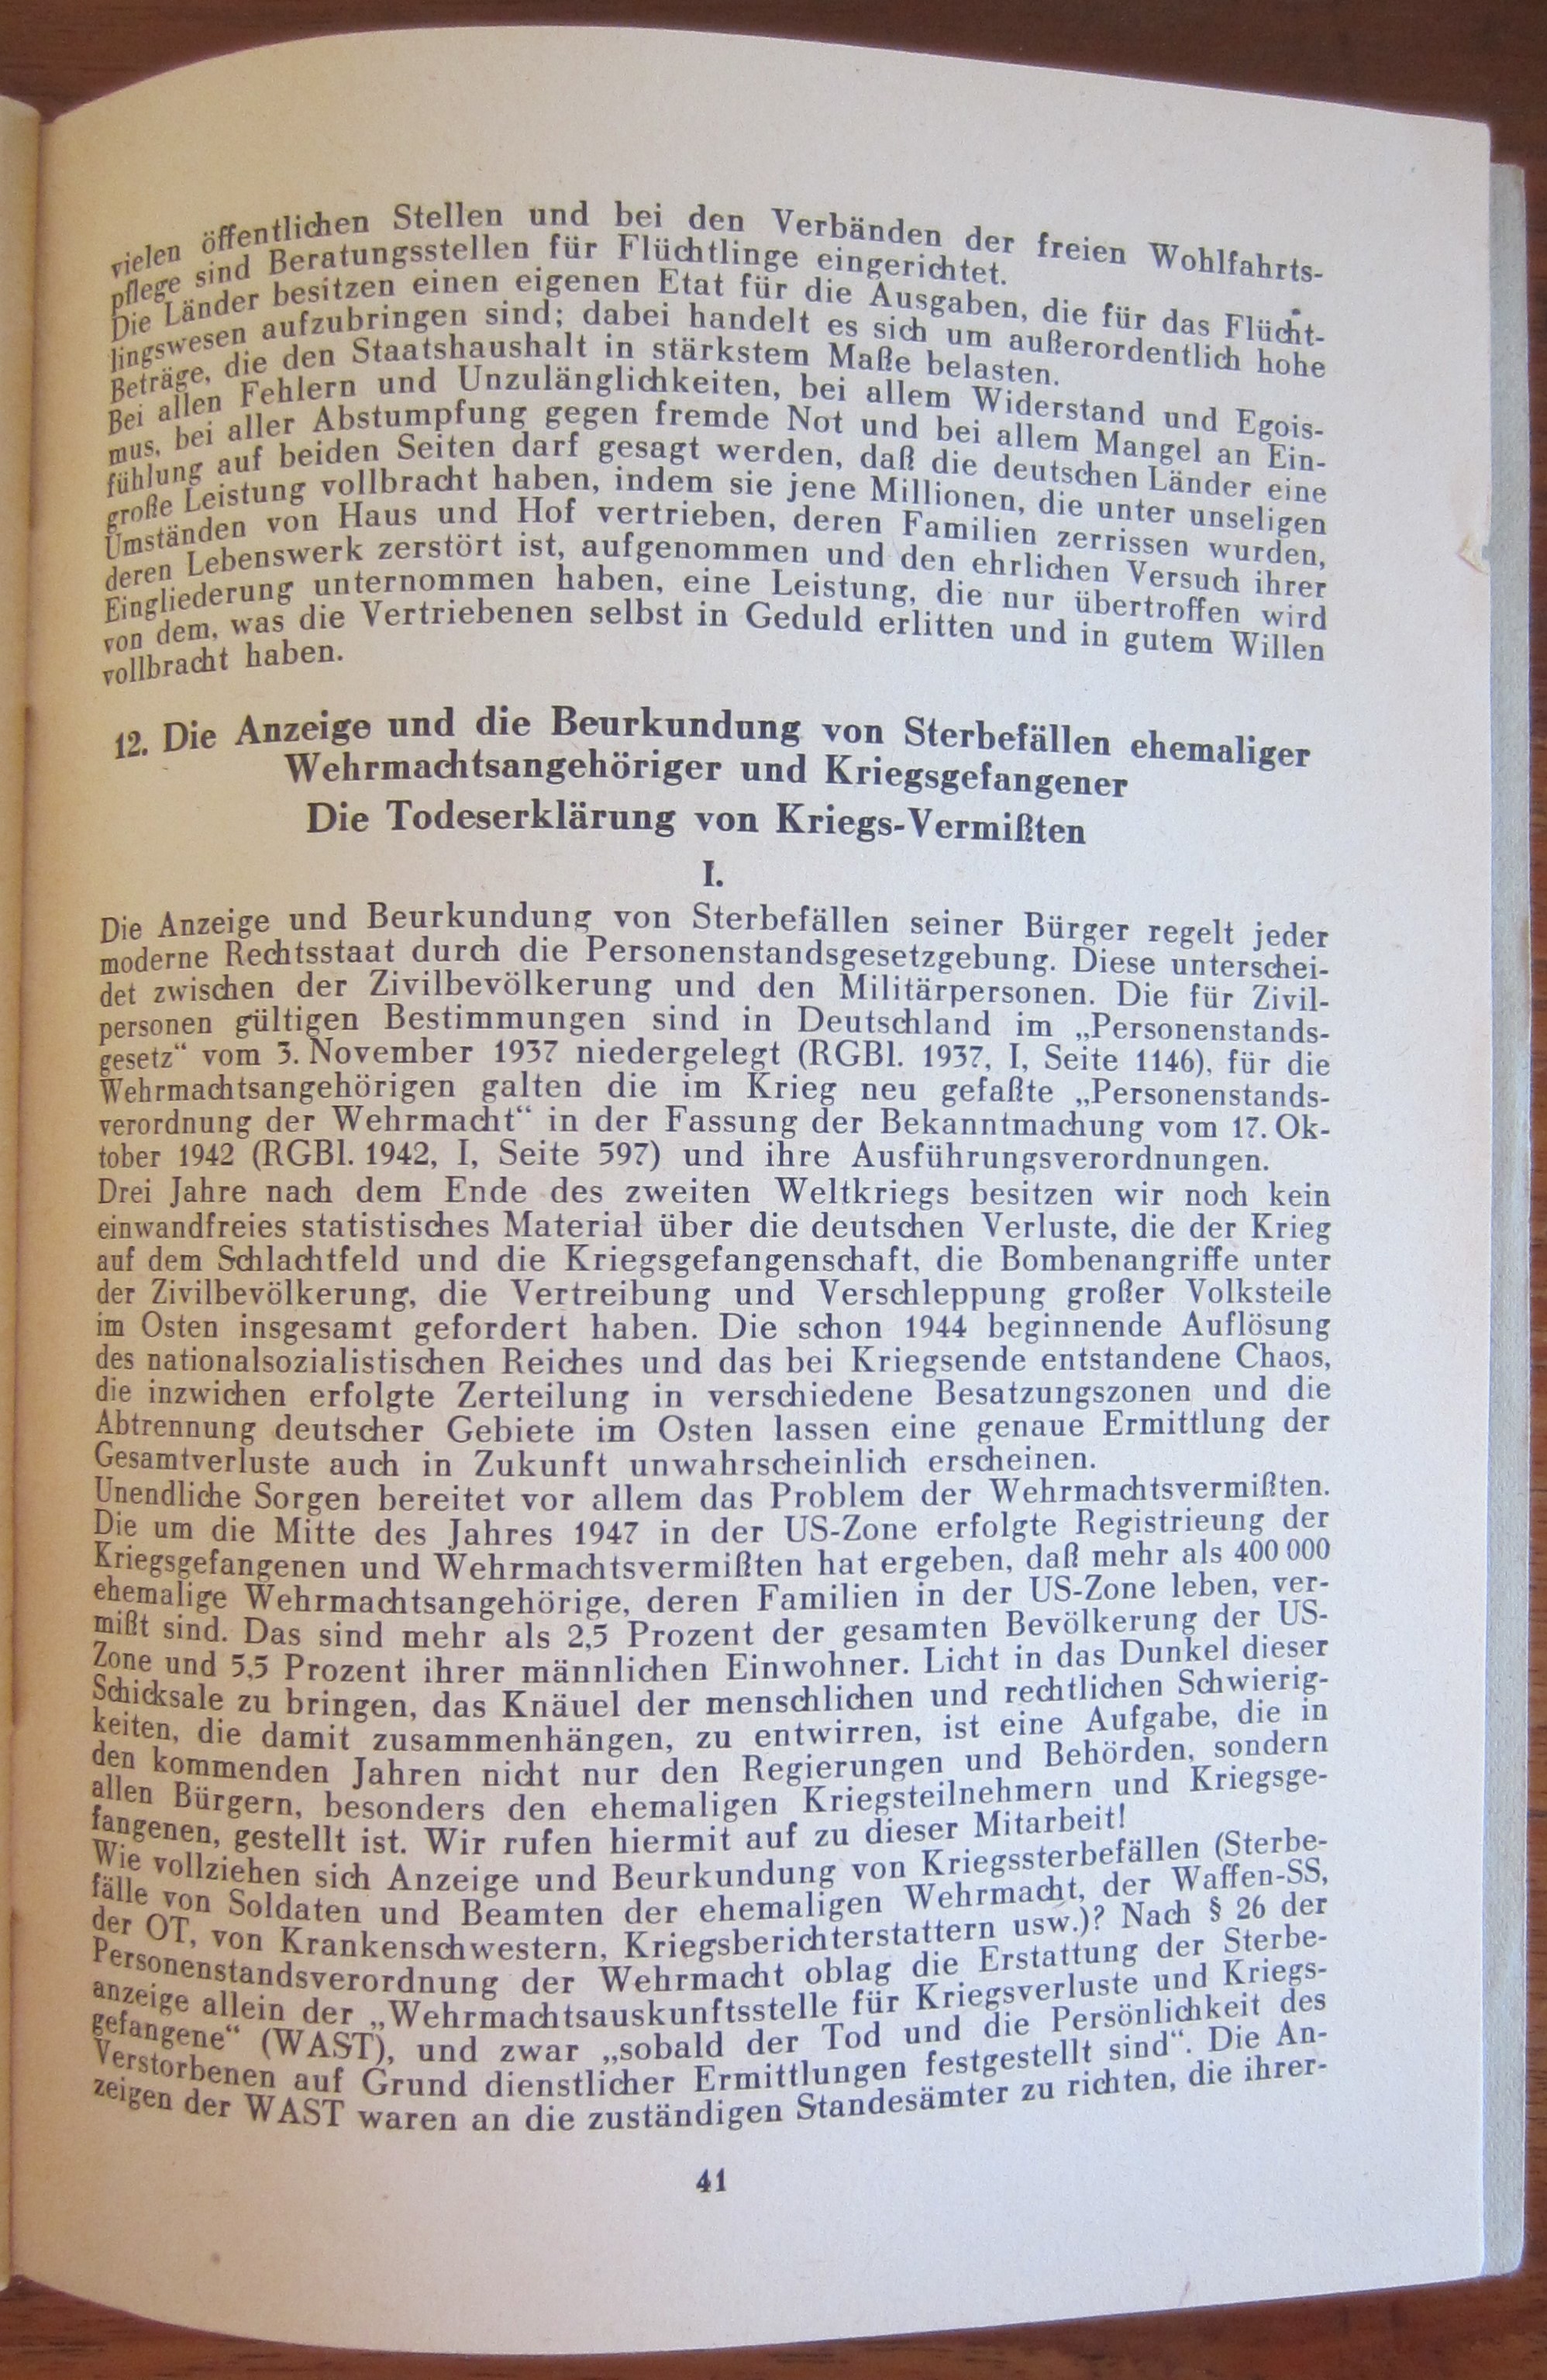 vielen öffentlichen Stellen und bei den Verbänden der freien Wohlfahrts-
pflege sind Beratungsstellen für Flüchtlinge eingerichtet.
Die Länder besitzen einen eigenen Etat für die Ausgaben, die für das Flücht-
lingswesen aufzubringen sind; dabei handelt es sich um außerordentlich hohe
Beträge, die den Staatshaushalt in stärkstem Maße belasten.
Bei allen Fehlern und Unzulänglichkeiten, bei allem Widerstand und Egois-
mus, bei aller Abstumpfung gegen fremde Not und bei allem Mangel an Ein-
fühlung auf beiden Seiten darf gesagt werden, daß die deutschen Länder eine
große Leistung vollbracht haben, indem sie jene Millionen, die unter unseligen
Umständen von Haus und Hof vertrieben, deren Familien zerrissen wurden,
deren Lebenswerk zerstört ist, aufgenommen und den ehrlichen Versuch ihrer
Eingliederung unternommen haben, eine Leistung, die nur übertroffen wird
von dem, was die Vertriebenen selbst in Geduld erlitten und in gutem Willen
vollbracht haben.
12. Die Anzeige und die Beurkundung von Sterbefällen ehemaliger
Wehrmachtsangehöriger und Kriegsgefangener
Die Todeserklärung von Kriegs-Vermißten
I.
Die Anzeige und Beurkundung von Sterbefällen seiner Bürger regelt jeder
moderne Rechtsstaat durch die Personenstandsgesetzgebung. Diese unterschei-
det zwischen der Zivilbevölkerung und den Militärpersonen. Die für Zivil-
personen gültigen Bestimmungen sind in Deutschland im „Personenstands-
gesetz“ vom 3. November 1937 niedergelegt (RGBl. 1937, I, Seite 1146), für die
Wehrmachtsangehörigen galten die im Krieg neu gefaßte „Personenstands-
verordnung der Wehrmacht“ in der Fassung der Bekanntmachung vom 17. Ok-
tober 1942 (RGBl. 1942, I, Seite 597) und ihre Ausführungsverordnungen.
Drei Jahre nach dem Ende des zweiten Weltkriegs besitzen wir noch kein
einwandfreies statistisches Material über die deutschen Verluste, die der Krieg
auf dem Schlachtfeld und die Kriegsgefangenschaft, die Bombenangriffe unter
der Zivilbevölkerung, die Vertreibung und Verschleppung großer Volksteile
im Osten insgesamt gefordert haben. Die schon 1944 beginnende Auflösung
des nationalsozialistischen Reiches und das bei Kriegsende entstandene Chaos,
die inzwichen erfolgte Zerteilung in verschiedene Besatzungszonen und die
Abtrennung deutscher Gebiete im Osten lassen eine genaue Ermittlung der
Gesamtverluste auch in Zukunft unwahrscheinlich erscheinen.
Unendliche Sorgen bereitet vor allem das Problem der Wehrmachtsvermißten.
Die um die Mitte des Jahres 1947 in der US-Zone erfolgte Registrieung der
Kriegsgefangenen und Wehrmachtsvermißten hat ergeben, daß mehr als 400 000
ehemalige Wehrmachtsangehörige, deren Familien in der US-Zone leben, ver-
mißt sind. Das sind mehr als 2,5 Prozent der gesamten Bevölkerung der US-
Zone und 5,5 Prozent ihrer männlichen Einwohner. Licht in das Dunkel dieser
Schicksale zu bringen, das Knäuel der menschlichen und rechtlichen Schwierig-
keiten, die damit zusammenhängen, zu entwirren, ist eine Aufgabe, die in
den kommenden Jahren nicht nur den Regierungen und Behörden, sondern
allen Bürgern, besonders den ehemaligen Kriegsteilnehmern und Kriegsge-
fangenen, gestellt ist. Wir rufen hiermit auf zu dieser Mitarbeit!
Wie vollziehen sich Anzeige und Beurkundung von Kriegssterbefällen (Sterbe-
fälle von Soldaten und Beamten der ehemaligen Wehrmacht, der Waffen-SS,
der OT, von Krankenschwestern, Kriegsberichterstattern usw.)? Nach § 26 der
Personenstandsverordnung der Wehrmacht oblag die Erstattung der Sterbe-
anzeige allein der „Wehrmachtsauskunftsstelle für Kriegsverluste und Kriegs-
gefangene“ (WAST), und zwar „sobald der Tod und die Persönlichkeit des
Verstorbenen auf Grund dienstlicher Ermittlungen festgestellt sind“. Die An-
zeigen der WAST waren an die zuständigen Standesämter zu richten, die ihrer-
41